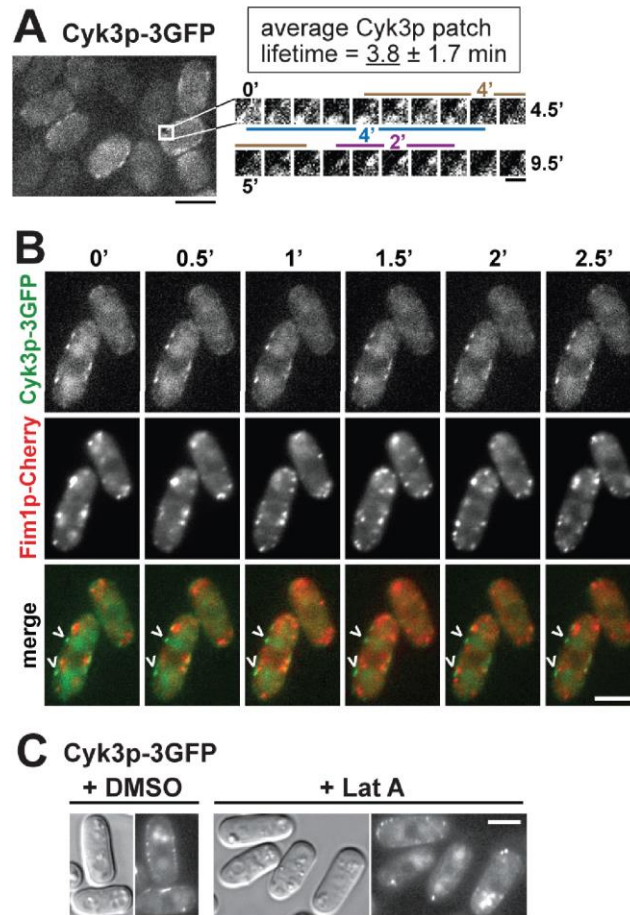 A Cyk3p-3GFP
average Cyk3p patch
lifetime = 3.8 ± 1.7 min
0' 4'
4.5'
4' 2'
9.5'
5'
B
0' 0.5' 1' 1.5' 2' 2.5'
Cyk3p-3GFP
Fim1p-Cherry
merge
v
v
v
v
v
v
v
v
v
v
v
v
C Cyk3p-3GFP
+ DMSO + Lat A